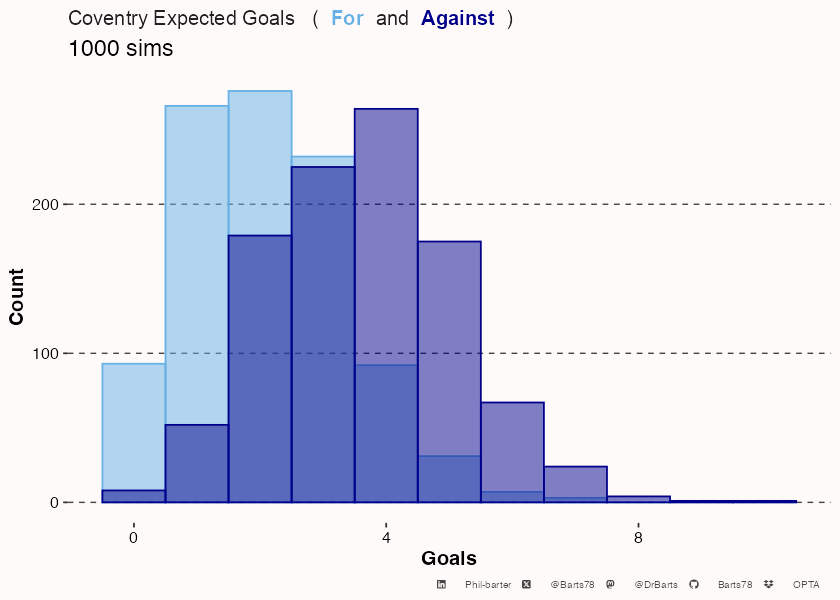 Coventry Expected Goals ( For and Against )
1000 sims
200
100
0
Count
0 4 8
Goals
Phil-barter @Barts78 @DrBarts Barts78 OPTA